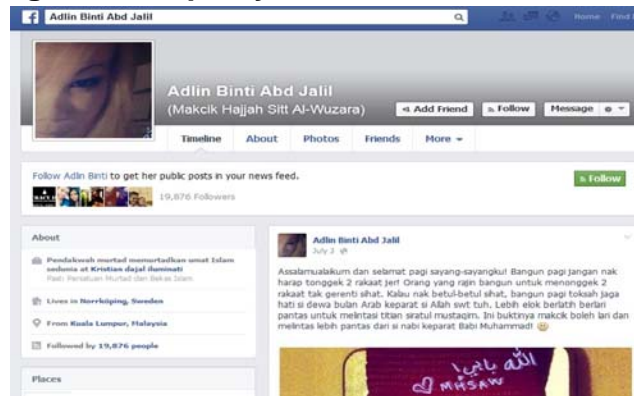 Adlin Binti Abd Jalil
Home
Adlin Binti Abd Jalil
(Makcik Hajjah Sitt Al-Wuzara)
Add Friend
Follow
Message
Timeline
About
Photos
Friends
More
Follow Adlin Binti to get her public posts in your news feed.
19,876 Followers
Follow
About
Pendakwah murtad memurtadkan umat Islam
sedunia at Kristian dajal iluminati
Past: Persatuan Murtad dan Bekas Islam
Lives in Norrköping, Sweden
From Kuala Lumpur, Malaysia
Followed by 19,876 people
Places
Adlin Binti Abd Jalil
July 2
Assalamualaikum dan selamat pagi sayang-sayangku! Bangun pagi jangan nak
harap tonggek 2 rakaat jer! Orang yang rajin bangun untuk menonggek 2
rakaat tak gerenti sihat. Kalau nak betul-betul sihat, bangun pagi toksah jaga
hati si dewa bulan Arab keparat si Allah swt tuh. Lebih elok berlatih berlari
pantas untuk melintasi titian siratul mustaqim. Ini buktinya makcik boleh lari dan
melintas lebih pantas dari si nabi keparat Babi Muhammad!
MHSAW